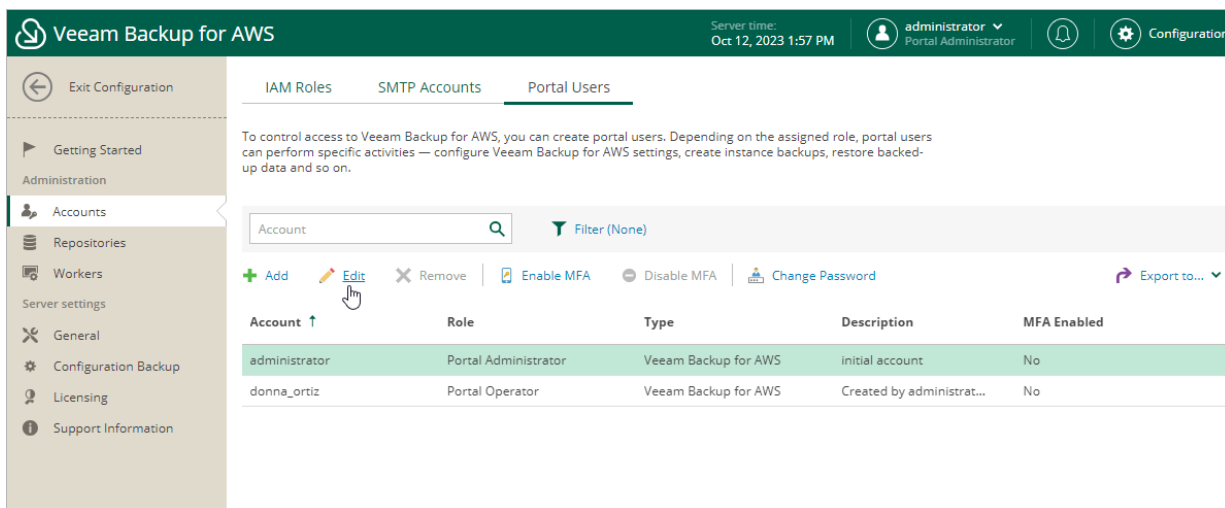 Veeam Backup for AWS
Server time:
Oct 12, 2023 1:57 PM
administrator
Portal Administrator
Configuration
Exit Configuration
Getting Started
Administration
Accounts
Repositories
Workers
Server settings
General
Configuration Backup
Licensing
Support Information
IAM Roles SMTP Accounts Portal Users
To control access to Veeam Backup for AWS, you can create portal users. Depending on the assigned role, portal users
can perform specific activities — configure Veeam Backup for AWS settings, create instance backups, restore backed-
up data and so on.
Account
Filter (None)
Add Edit Remove Enable MFA Disable MFA Change Password Export to...
Account Role Type Description MFA Enabled
administrator Portal Administrator Veeam Backup for AWS initial account No
donna_ortiz Portal Operator Veeam Backup for AWS Created by administrat... No